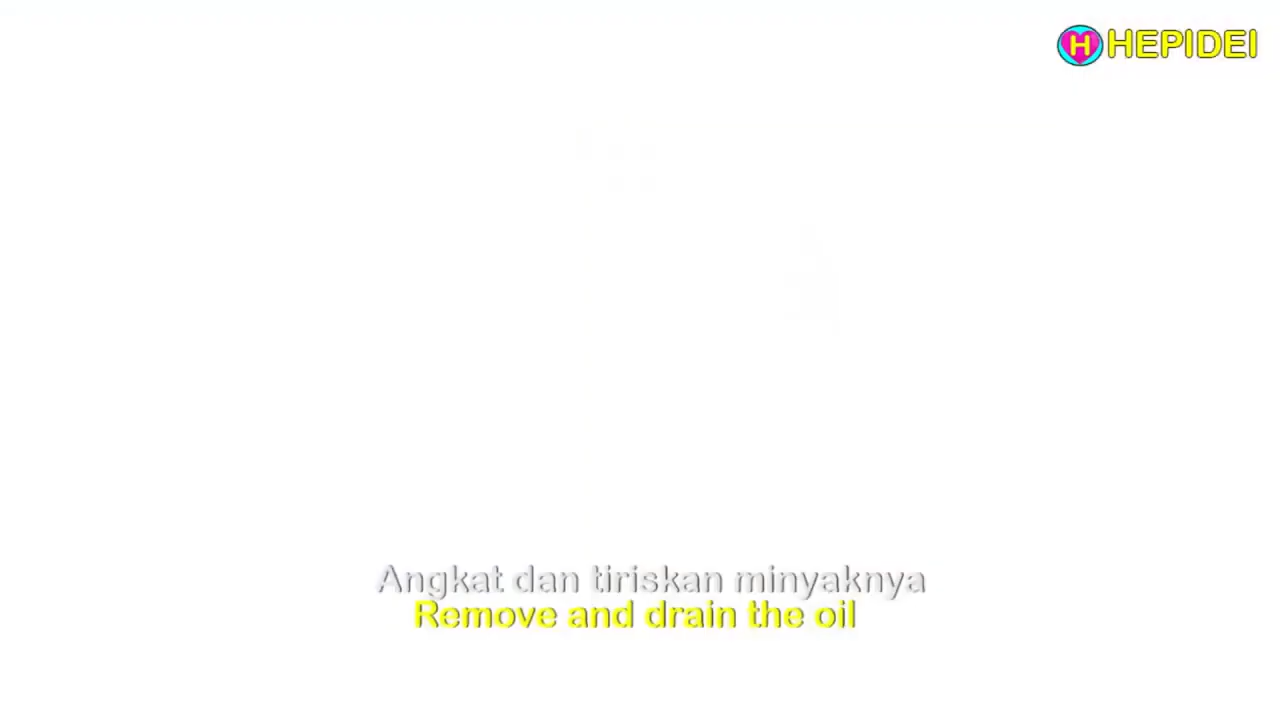 H HEPIDEI
Angkat dan tiriskan minyaknya
Remove and drain the oil